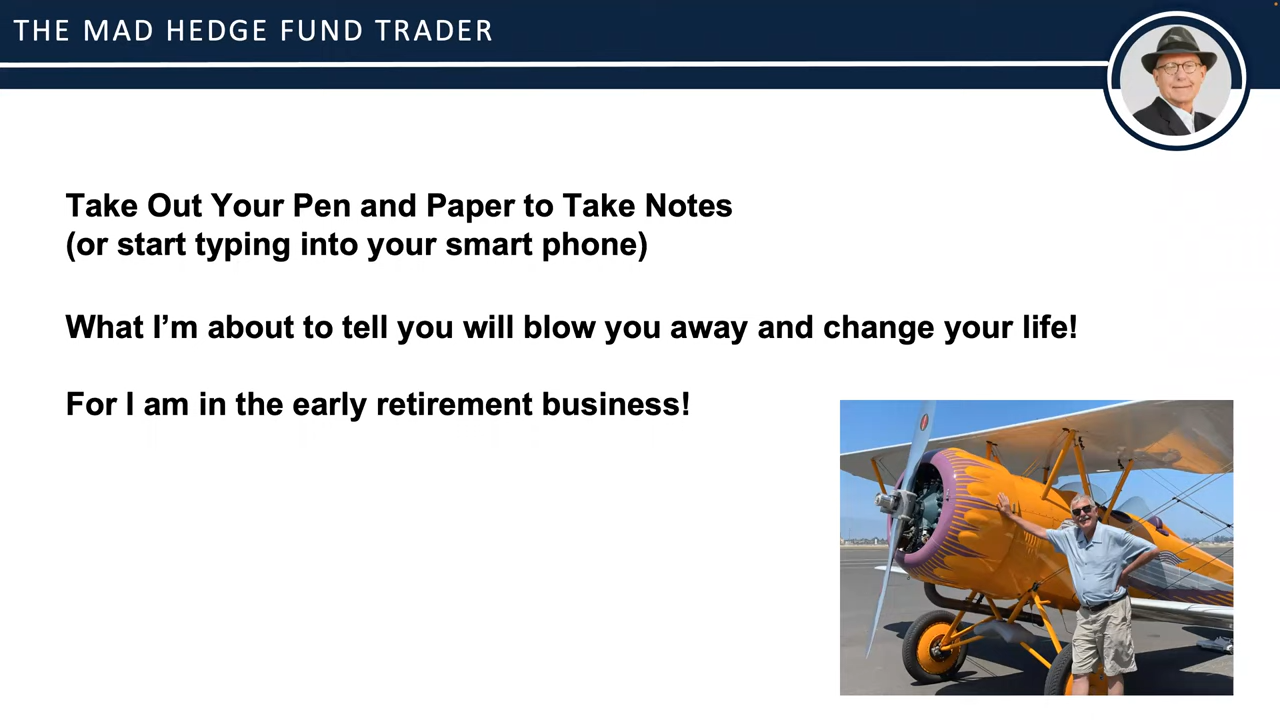 THE MAD HEDGE FUND TRADER
Take Out Your Pen and Paper to Take Notes
(or start typing into your smart phone)
What I’m about to tell you will blow you away and change your life!
For I am in the early retirement business!